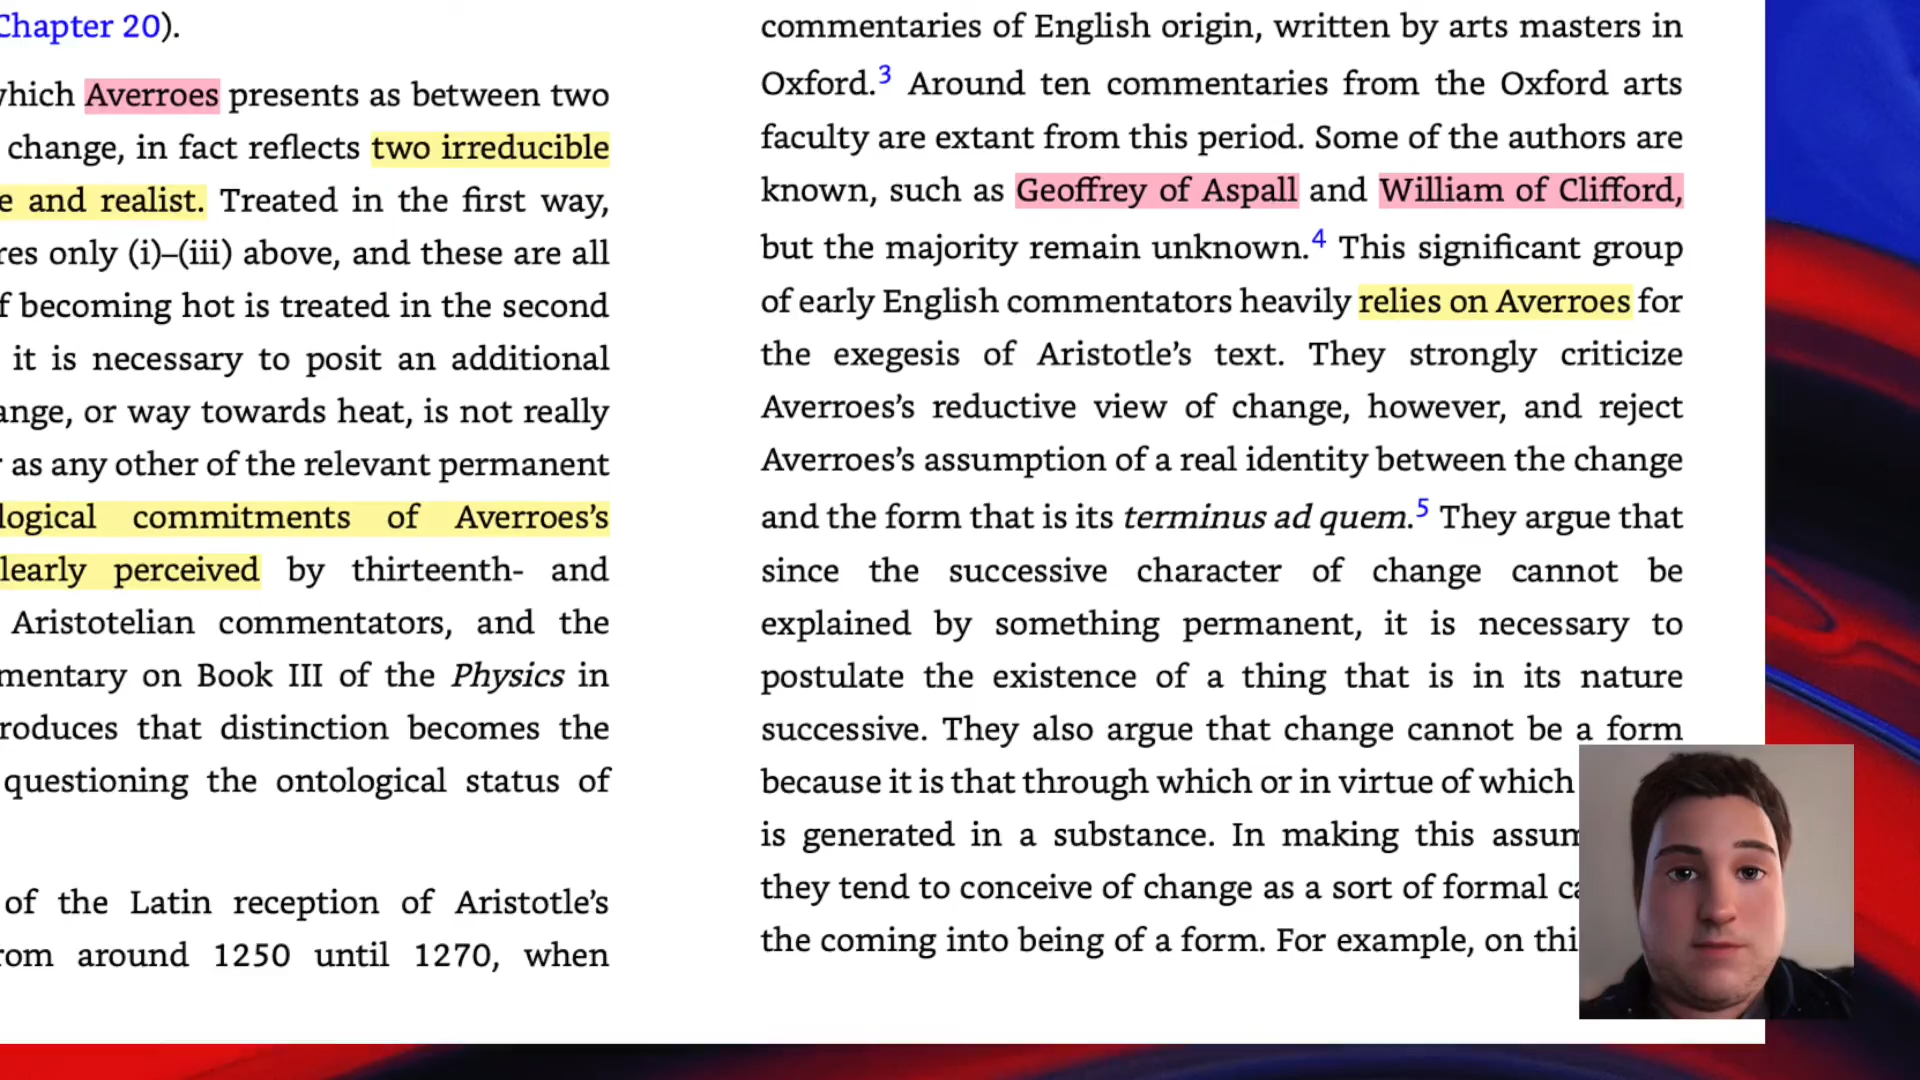 Chapter 20).
which Averroes presents as between two
change, in fact reflects two irreducible
e and realist. Treated in the first way,
res only (i)–(iii) above, and these are all
f becoming hot is treated in the second
it is necessary to posit an additional
ange, or way towards heat, is not really
r as any other of the relevant permanent
logical commitments of Averroes’s
learly perceived by thirteenth- and
Aristotelian commentators, and the
mentary on Book III of the Physics in
roduces that distinction becomes the
questioning the ontological status of
of the Latin reception of Aristotle’s
rom around 1250 until 1270, when
commentaries of English origin, written by arts masters in
Oxford.3 Around ten commentaries from the Oxford arts
faculty are extant from this period. Some of the authors are
known, such as Geoffrey of Aspall and William of Clifford,
but the majority remain unknown.4 This significant group
of early English commentators heavily relies on Averroes for
the exegesis of Aristotle’s text. They strongly criticize
Averroes’s reductive view of change, however, and reject
Averroes’s assumption of a real identity between the change
and the form that is its terminus ad quem.5 They argue that
since the successive character of change cannot be
explained by something permanent, it is necessary to
postulate the existence of a thing that is in its nature
successive. They also argue that change cannot be a form
because it is that through which or in virtue of which
is generated in a substance. In making this assum
they tend to conceive of change as a sort of formal ca
the coming into being of a form. For example, on thi